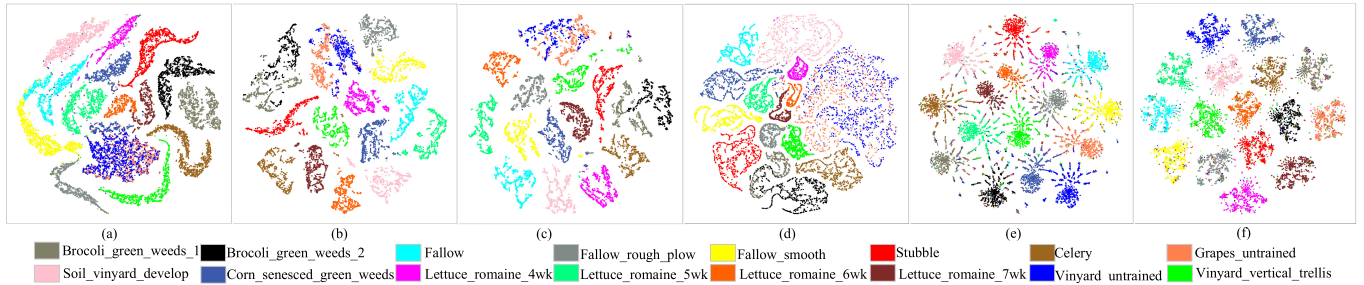 (a) (b) (c) (d) (e) (f)
Brocoli_green_weeds_1 Brocoli_green_weeds_2 Fallow Fallow_rough_plow Fallow_smooth Stubble Celery Grapes_untrained
Soil_vinyard_develop Corn_senesced_green_weeds Lettuce_romaine_4wk Lettuce_romaine_5wk Lettuce_romaine_6wk Lettuce_romaine_7wk Vinyard_untrained Vinyard_vertical_trellis